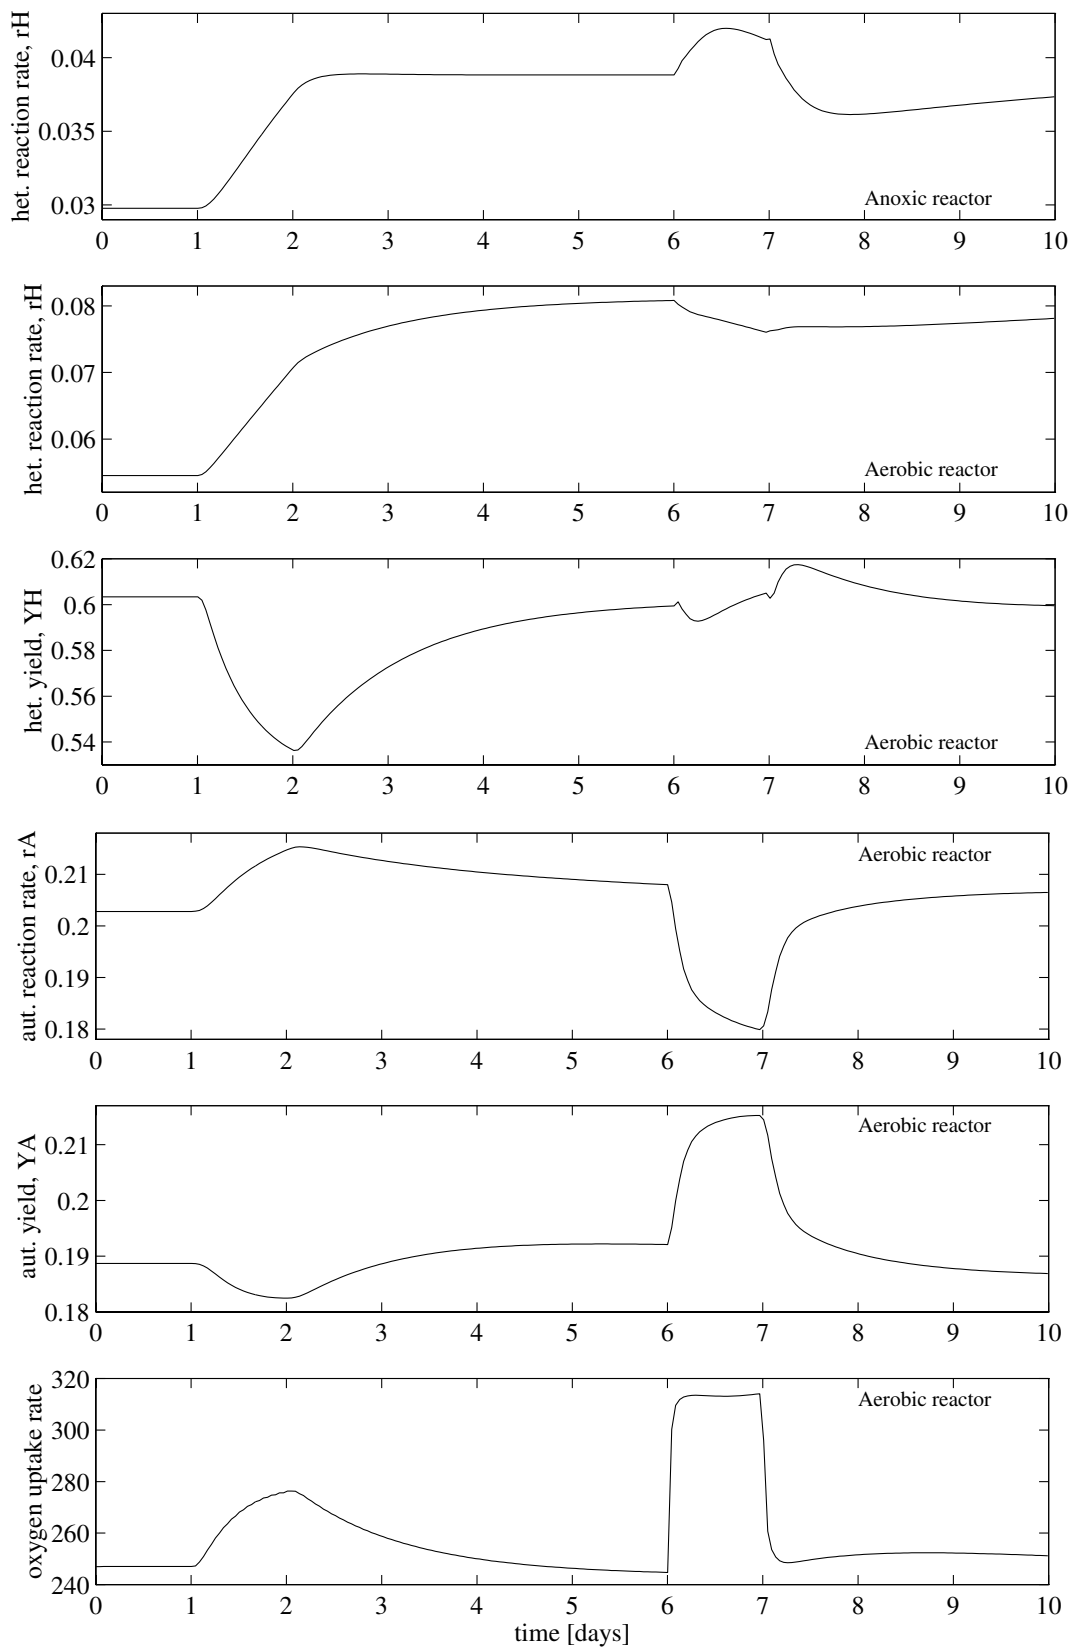 het. reaction rate, rH
0.04
0.035
0.03
Anoxic reactor
0 1 2 3 4 5 6 7 8 9 10
het. reaction rate, rH
0.08
0.07
0.06
Aerobic reactor
0 1 2 3 4 5 6 7 8 9 10
het. yield, YH
0.62
0.6
0.58
0.56
0.54
Aerobic reactor
0 1 2 3 4 5 6 7 8 9 10
aut. reaction rate, rA
Aerobic reactor
0.21
0.2
0.19
0.18
0 1 2 3 4 5 6 7 8 9 10
aut. yield, YA
Aerobic reactor
0.21
0.2
0.19
0.18
0 1 2 3 4 5 6 7 8 9 10
oxygen uptake rate
320
Aerobic reactor
300
280
260
240
0 1 2 3 4 5 6 7 8 9 10
time [days]